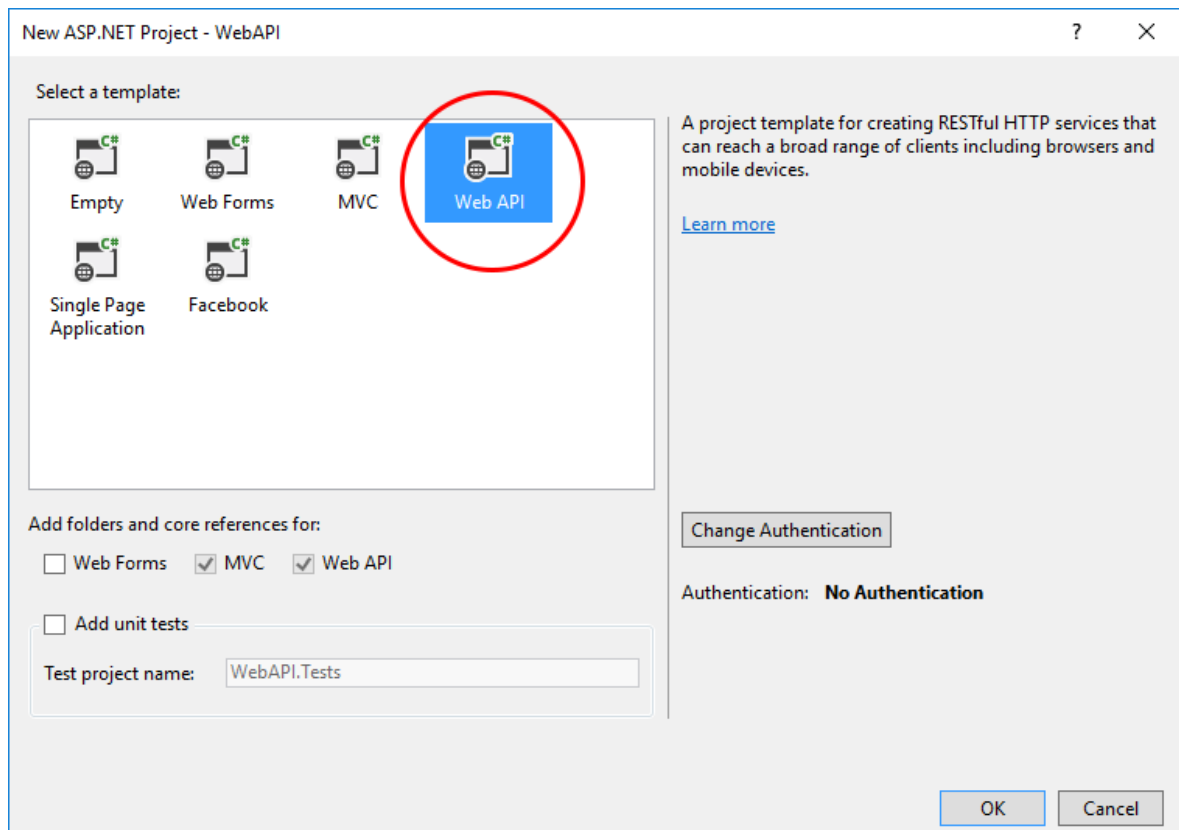 New ASP.NET Project - WebAPI
?
Select a template:
C# C# C# C#
Empty Web Forms MVC Web API
C# C#
Single Page Facebook
Application
A project template for creating RESTful HTTP services that
can reach a broad range of clients including browsers and
mobile devices.
Learn more
Add folders and core references for:
Web Forms MVC Web API
Add unit tests
Test project name: WebAPI.Tests
Change Authentication
Authentication: No Authentication
OK Cancel